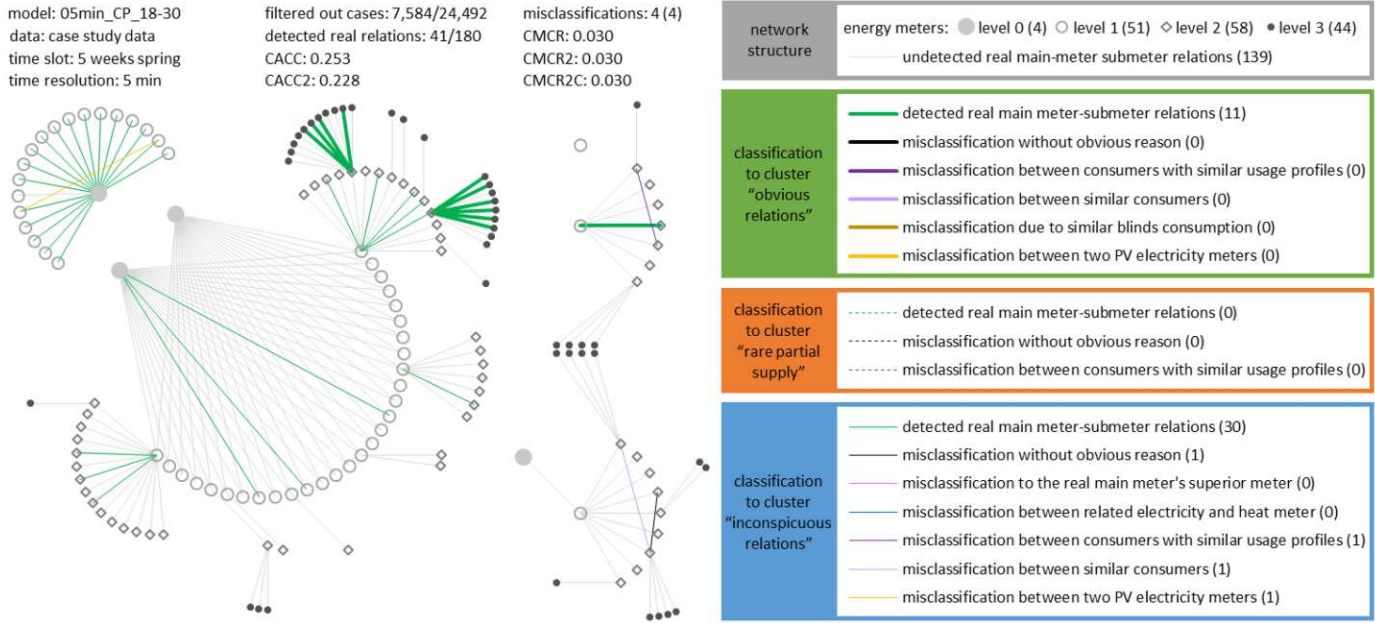 model: 05min_CP_18-30
data: case study data
time slot: 5 weeks spring
time resolution: 5 min
filtered out cases: 7,584/24,492
detected real relations: 41/180
CACC: 0.253
CACC2: 0.228
misclassifications: 4 (4)
CMCR: 0.030
CMCR2: 0.030
CMCR2C: 0.030
network
structure
energy meters: level 0 (4) level 1 (51) level 2 (58) level 3 (44)
undetected real main-meter submeter relations (139)
classification
to cluster
“obvious
relations”
detected real main meter-submeter relations (11)
misclassification without obvious reason (0)
misclassification between consumers with similar usage profiles (0)
misclassification between similar consumers (0)
misclassification due to similar blinds consumption (0)
misclassification between two PV electricity meters (0)
classification
to cluster
“rare partial
supply”
detected real main meter-submeter relations (0)
misclassification without obvious reason (0)
misclassification between consumers with similar usage profiles (0)
classification
to cluster
“inconspicuous
relations”
detected real main meter-submeter relations (30)
misclassification without obvious reason (1)
misclassification to the real main meter's superior meter (0)
misclassification between related electricity and heat meter (0)
misclassification between consumers with similar usage profiles (1)
misclassification between similar consumers (1)
misclassification between two PV electricity meters (1)